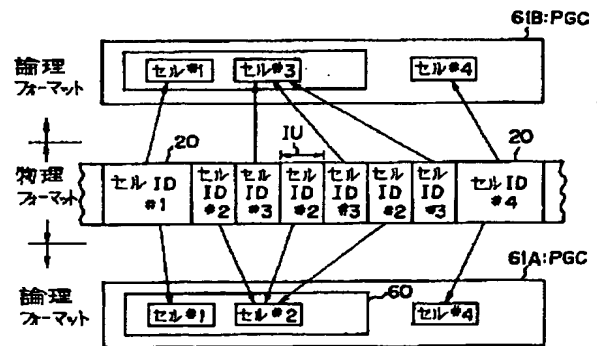 61B:PGC
論理
フォーマット
セル#1
セル#3
セル#4
20
IU
20
物理
フォーマット
セル ID
#1
セル
ID
#2
セル
ID
#3
セル
ID
#2
セル
ID
#3
セル
ID
#2
セル
ID
#3
セル ID
#4
61A:PGC
論理
フォーマット
60
セル#1
セル#2
セル#4